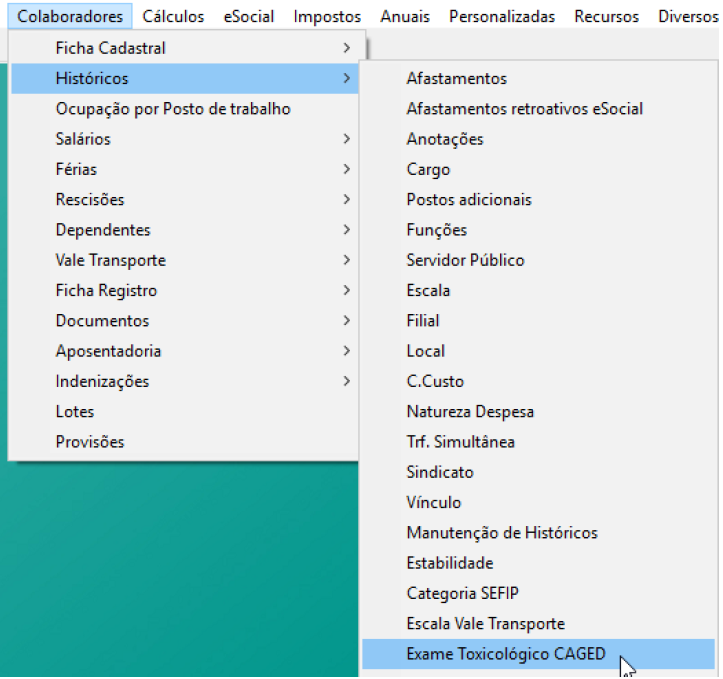 Colaboradores Cálculos eSocial Impostos Anuais Personalizadas Recursos Diversos
Ficha Cadastral
Históricos
Ocupação por Posto de trabalho
Salários
Férias
Rescisões
Dependentes
Vale Transporte
Ficha Registro
Documentos
Aposentadoria
Indenizações
Lotes
Provisões
Afastamentos
Afastamentos retroativos eSocial
Anotações
Cargo
Postos adicionais
Funções
Servidor Público
Escala
Filial
Local
C.Custo
Natureza Despesa
Trf. Simultânea
Sindicato
Vínculo
Manutenção de Históricos
Estabilidade
Categoria SEFIP
Escala Vale Transporte
Exame Toxicológico CAGED